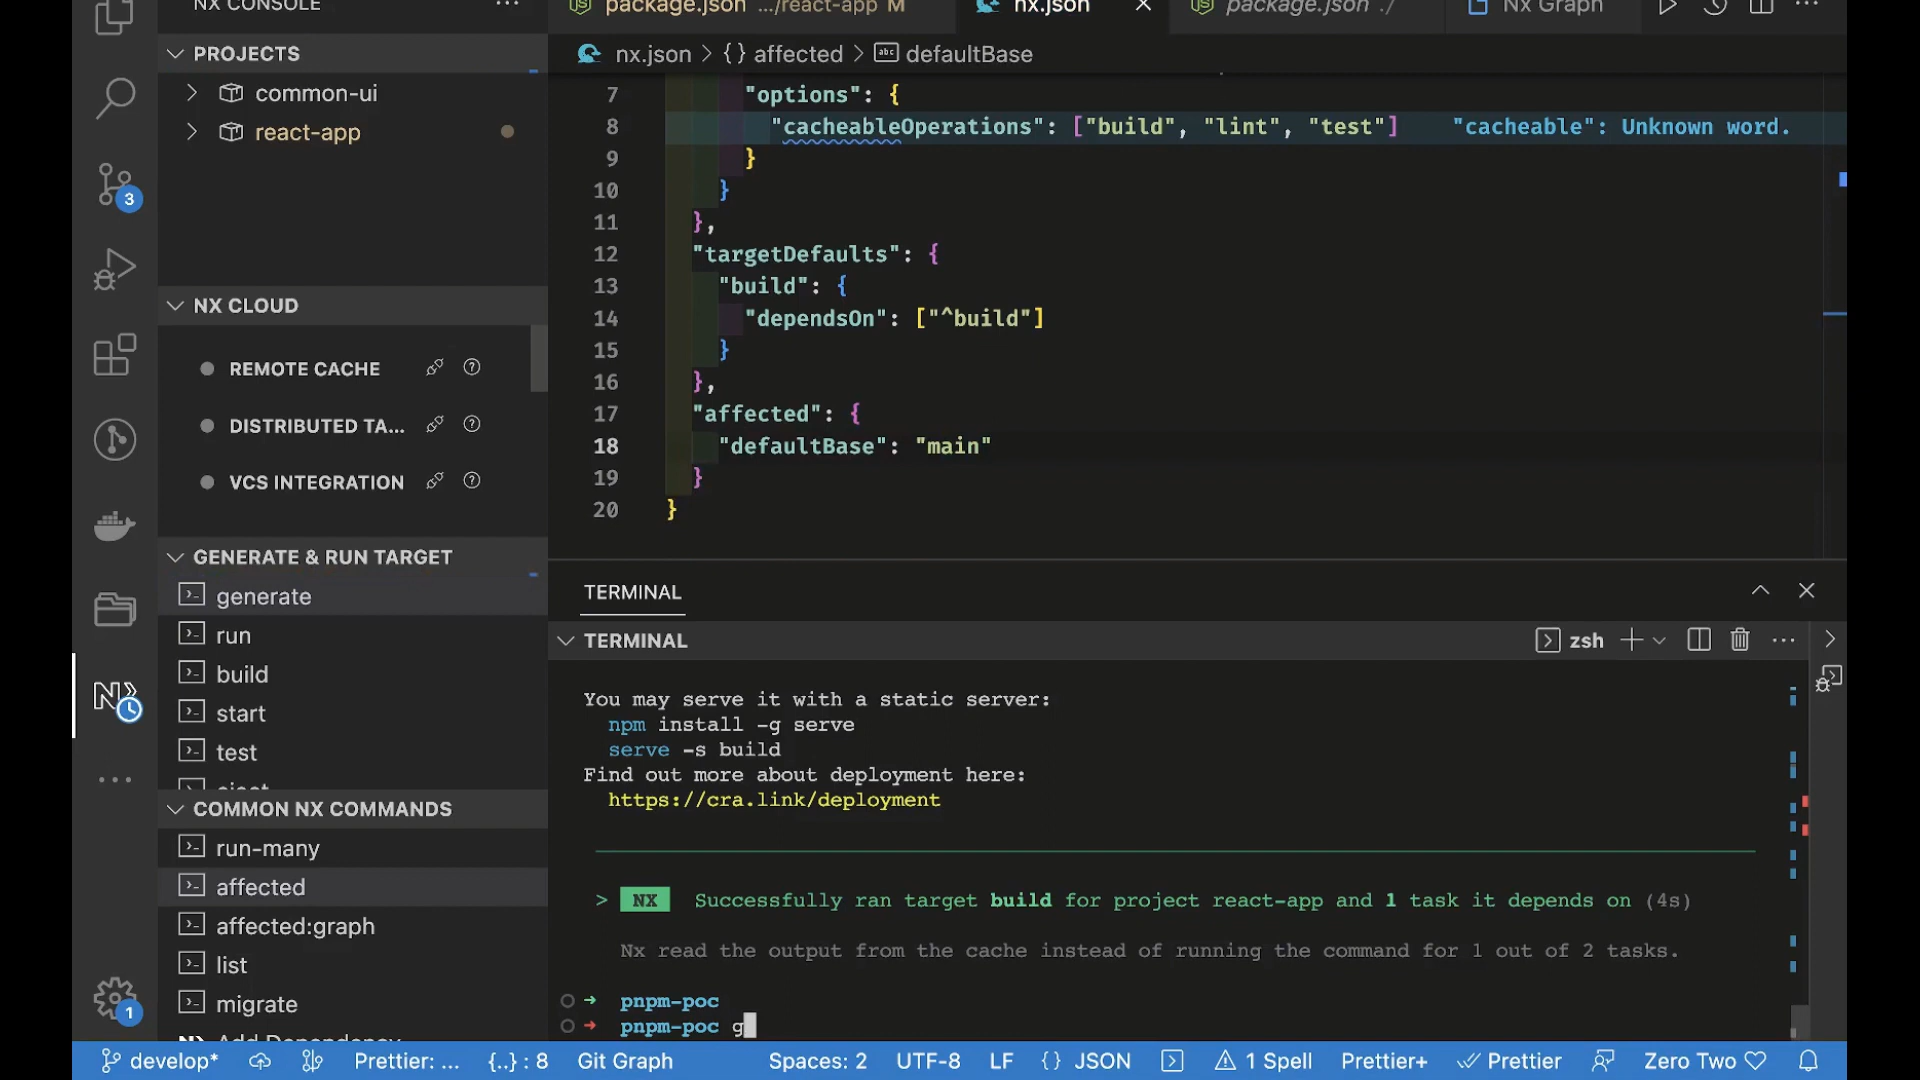 NX CONSOLE
PROJECTS
common-ui
react-app
3
NX CLOUD
REMOTE CACHE
DISTRIBUTED TA...
VCS INTEGRATION
GENERATE & RUN TARGET
generate
run
build
start
test
eject
COMMON NX COMMANDS
run-many
affected
affected:graph
list
migrate
Add Dependency
1
package.json .../react-app M
nx.json
package.json ./
Nx Graph
nx.json > {} affected > abc defaultBase
7 "options": {
8 "cacheableOperations": ["build", "lint", "test"] "cacheable": Unknown word.
9 }
10 }
11 },
12 "targetDefaults": {
13 "build": {
14 "dependsOn": ["^build"]
15 }
16 },
17 "affected": {
18 "defaultBase": "main"
19 }
20 }
TERMINAL
TERMINAL
zsh
You may serve it with a static server:
npm install -g serve
serve -s build
Find out more about deployment here:
https://cra.link/deployment
> NX Successfully ran target build for project react-app and 1 task it depends on (4s)
Nx read the output from the cache instead of running the command for 1 out of 2 tasks.
→ pnpm-poc
→ pnpm-poc g
develop* Prettier: ... {..} : 8 Git Graph Spaces: 2 UTF-8 LF {} JSON 1 Spell Prettier+ Prettier Zero Two